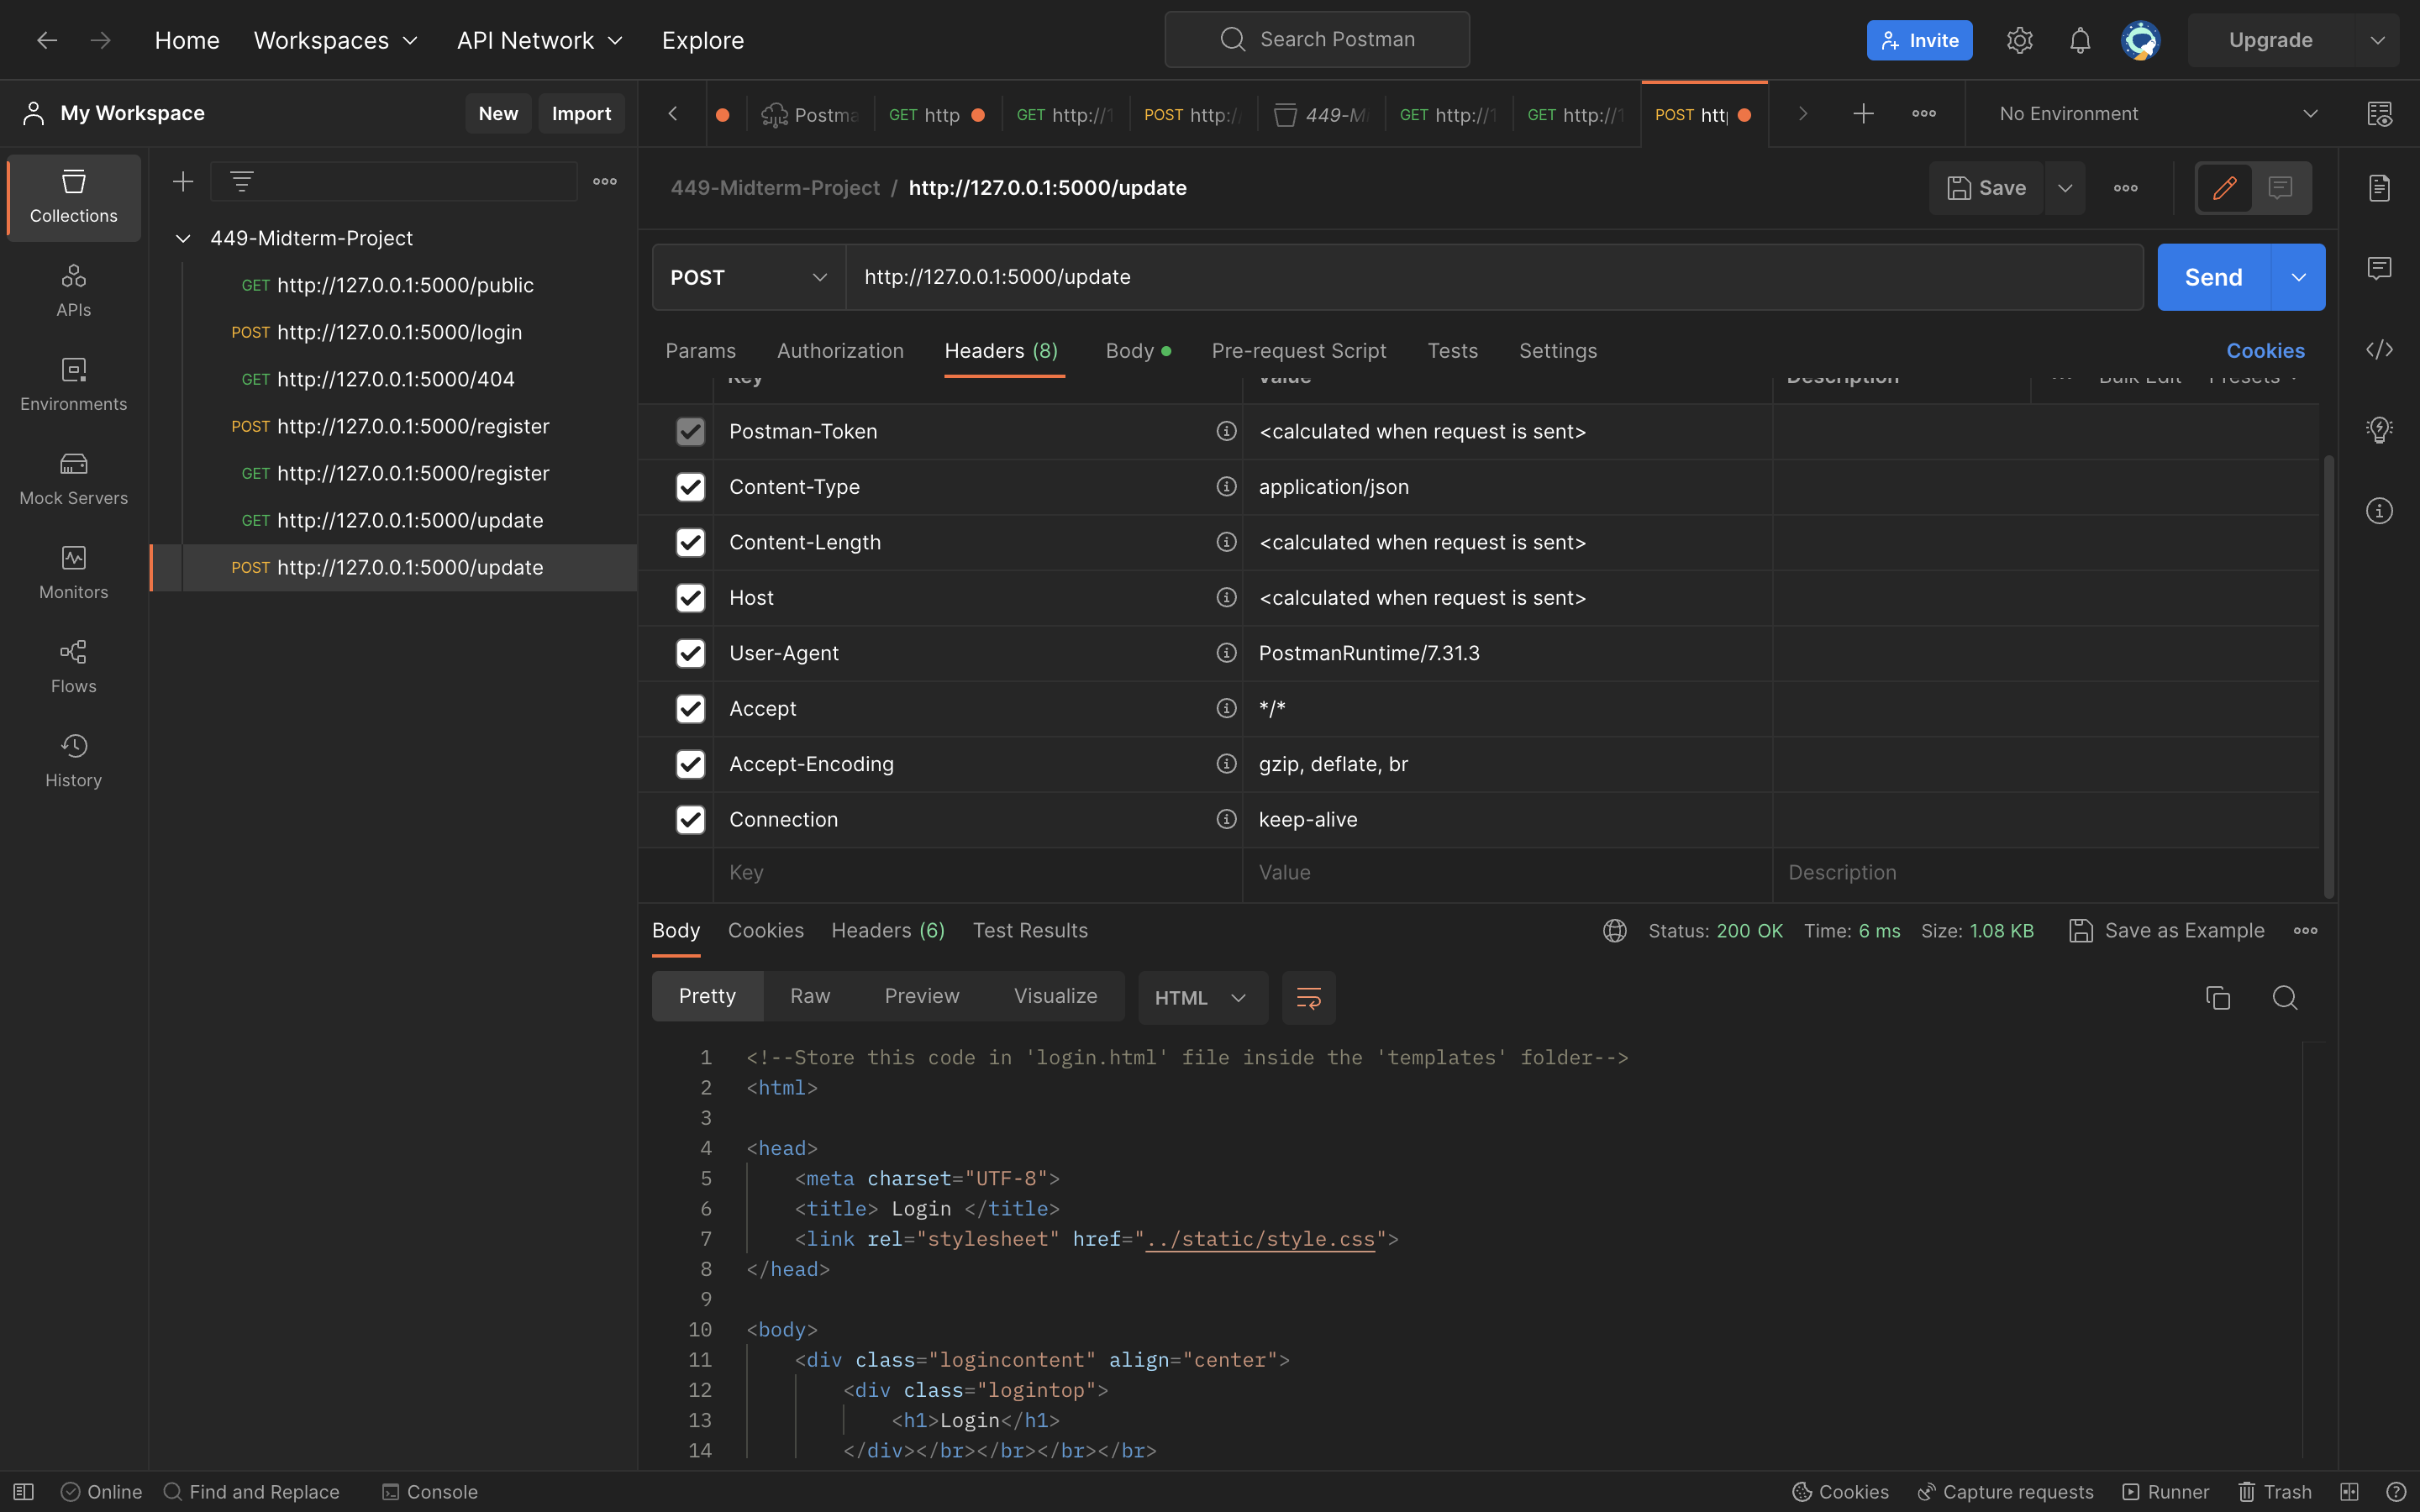 Home Workspaces API Network Explore Search Postman Invite Upgrade
My Workspace New Import
Postma GET http GET http://1 POST http:/ 449-M GET http://1 GET http://1 POST htt No Environment
Collections
APIs
Environments
Mock Servers
Monitors
Flows
History
449-Midterm-Project
GET http://127.0.0.1:5000/public
POST http://127.0.0.1:5000/login
GET http://127.0.0.1:5000/404
POST http://127.0.0.1:5000/register
GET http://127.0.0.1:5000/register
GET http://127.0.0.1:5000/update
POST http://127.0.0.1:5000/update
449-Midterm-Project / http://127.0.0.1:5000/update Save
POST http://127.0.0.1:5000/update Send
Params Authorization Headers (8) Body Pre-request Script Tests Settings Cookies
Key Value Description Bulk Edit Presets
Postman-Token <calculated when request is sent>
Content-Type application/json
Content-Length <calculated when request is sent>
Host <calculated when request is sent>
User-Agent PostmanRuntime/7.31.3
Accept */*
Accept-Encoding gzip, deflate, br
Connection keep-alive
Key Value Description
Body Cookies Headers (6) Test Results Status: 200 OK Time: 6 ms Size: 1.08 KB Save as Example
Pretty Raw Preview Visualize HTML
1 <!--Store this code in 'login.html' file inside the 'templates' folder-->
2 <html>
3
4 <head>
5 <meta charset="UTF-8">
6 <title> Login </title>
7 <link rel="stylesheet" href="../static/style.css">
8 </head>
9
10 <body>
11 <div class="logincontent" align="center">
12 <div class="logintop">
13 <h1>Login</h1>
14 </div></br></br></br></br>
Online Find and Replace Console Cookies Capture requests Runner Trash